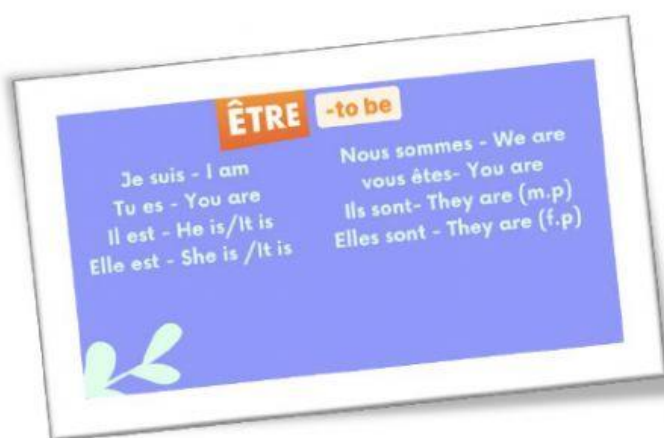 ÊTRE -to be
Je suis - I am
Tu es - You are
Il est - He is/It is
Elle est - She is /It is
Nous sommes - We are
vous êtes- You are
Ils sont- They are (m.p)
Elles sont - They are (f.p)